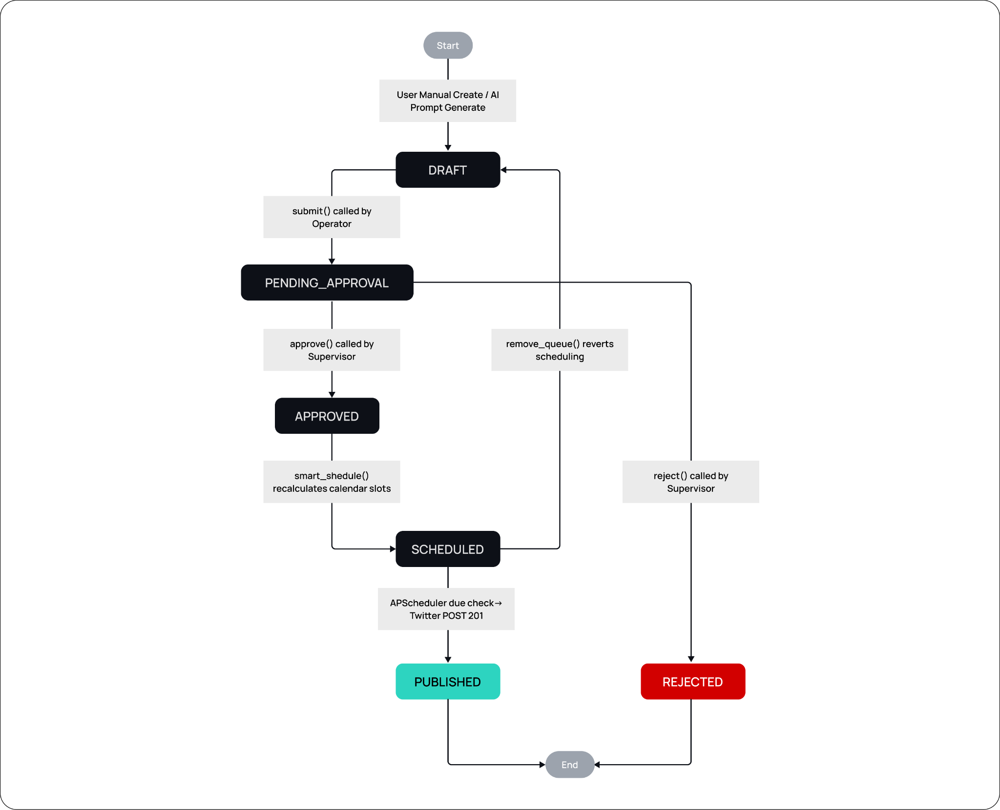 Start
User Manual Create / AI
Prompt Generate
DRAFT
submit() called by
Operator
PENDING_APPROVAL
approve() called by
Supervisor
remove_queue() reverts
scheduling
APPROVED
smart_shedule()
recalculates calendar slots
reject() called by
Supervisor
SCHEDULED
APScheduler due check→
Twitter POST 201
PUBLISHED
REJECTED
End